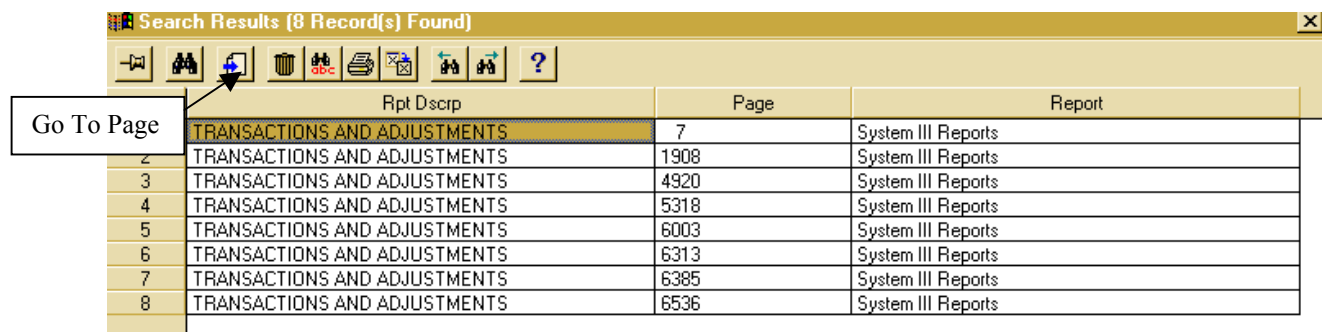 Search Results (8 Record(s) Found)
abc ?
Go To Page
Rpt Dscrp Page Report
TRANSACTIONS AND ADJUSTMENTS 7 System III Reports
2 TRANSACTIONS AND ADJUSTMENTS 1908 System III Reports
3 TRANSACTIONS AND ADJUSTMENTS 4920 System III Reports
4 TRANSACTIONS AND ADJUSTMENTS 5318 System III Reports
5 TRANSACTIONS AND ADJUSTMENTS 6003 System III Reports
6 TRANSACTIONS AND ADJUSTMENTS 6313 System III Reports
7 TRANSACTIONS AND ADJUSTMENTS 6385 System III Reports
8 TRANSACTIONS AND ADJUSTMENTS 6536 System III Reports